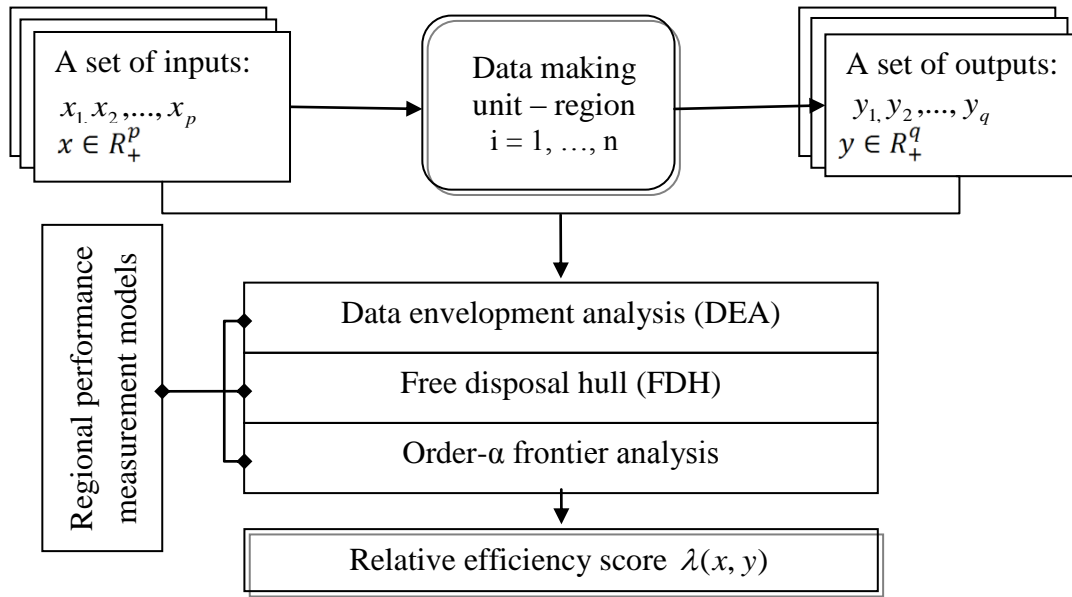 A set of inputs:
x₁, x₂,..., xₚ
x ∈ R₊ᵖ
Data making
unit – region
i = 1, …, n
A set of outputs:
y₁, y₂,..., y_q
y ∈ R₊^q
Regional performance
measurement models
Data envelopment analysis (DEA)
Free disposal hull (FDH)
Order-α frontier analysis
Relative efficiency score λ(x, y)